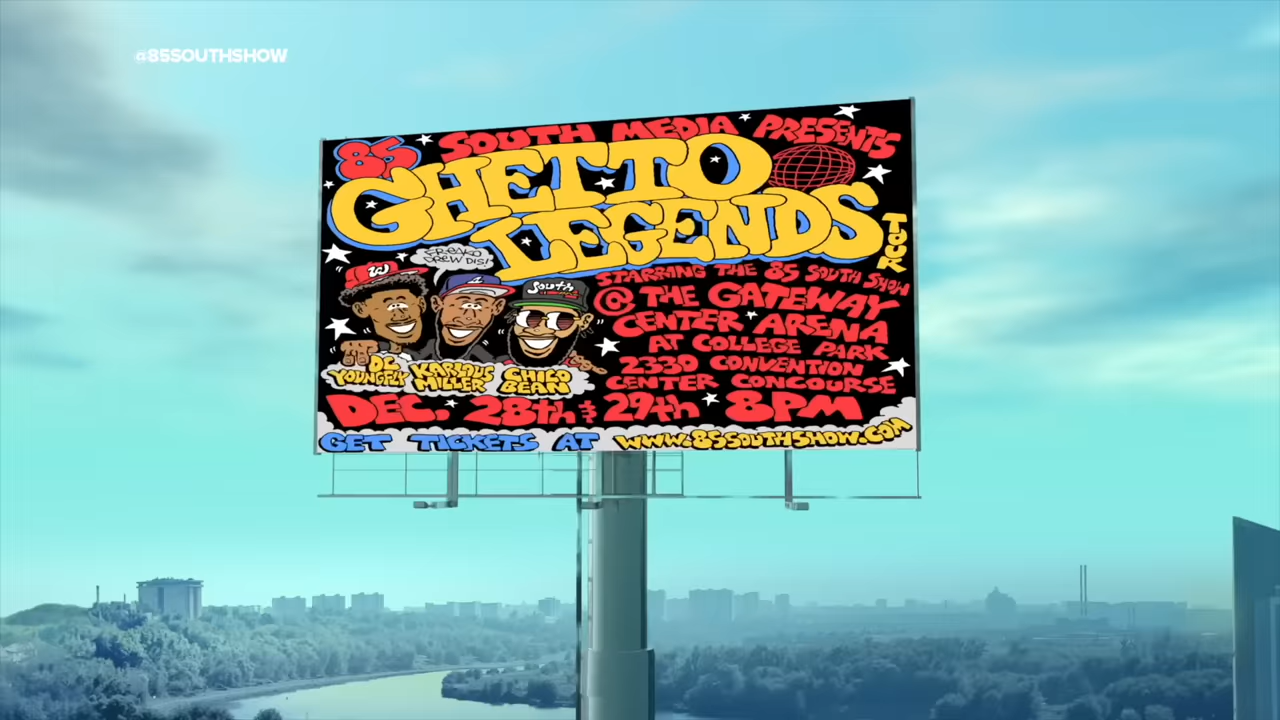 @85SOUTHSHOW
85 SOUTH MEDIA PRESENTS
GHETTO
LEGENDS
TOUR
FREAKO
DREW DIS!
W
A
South
STARRING THE 85 SOUTH SHOW
@ THE GATEWAY
CENTER ARENA
AT COLLEGE PARK
2330 CONVENTION
CENTER CONCOURSE
DC
YOUNGFLY
KARLOUS
MILLER
CHICO
BEAN
DEC. 28th & 29th 8PM
GET TICKETS AT WWW.85SOUTHSHOW.COM